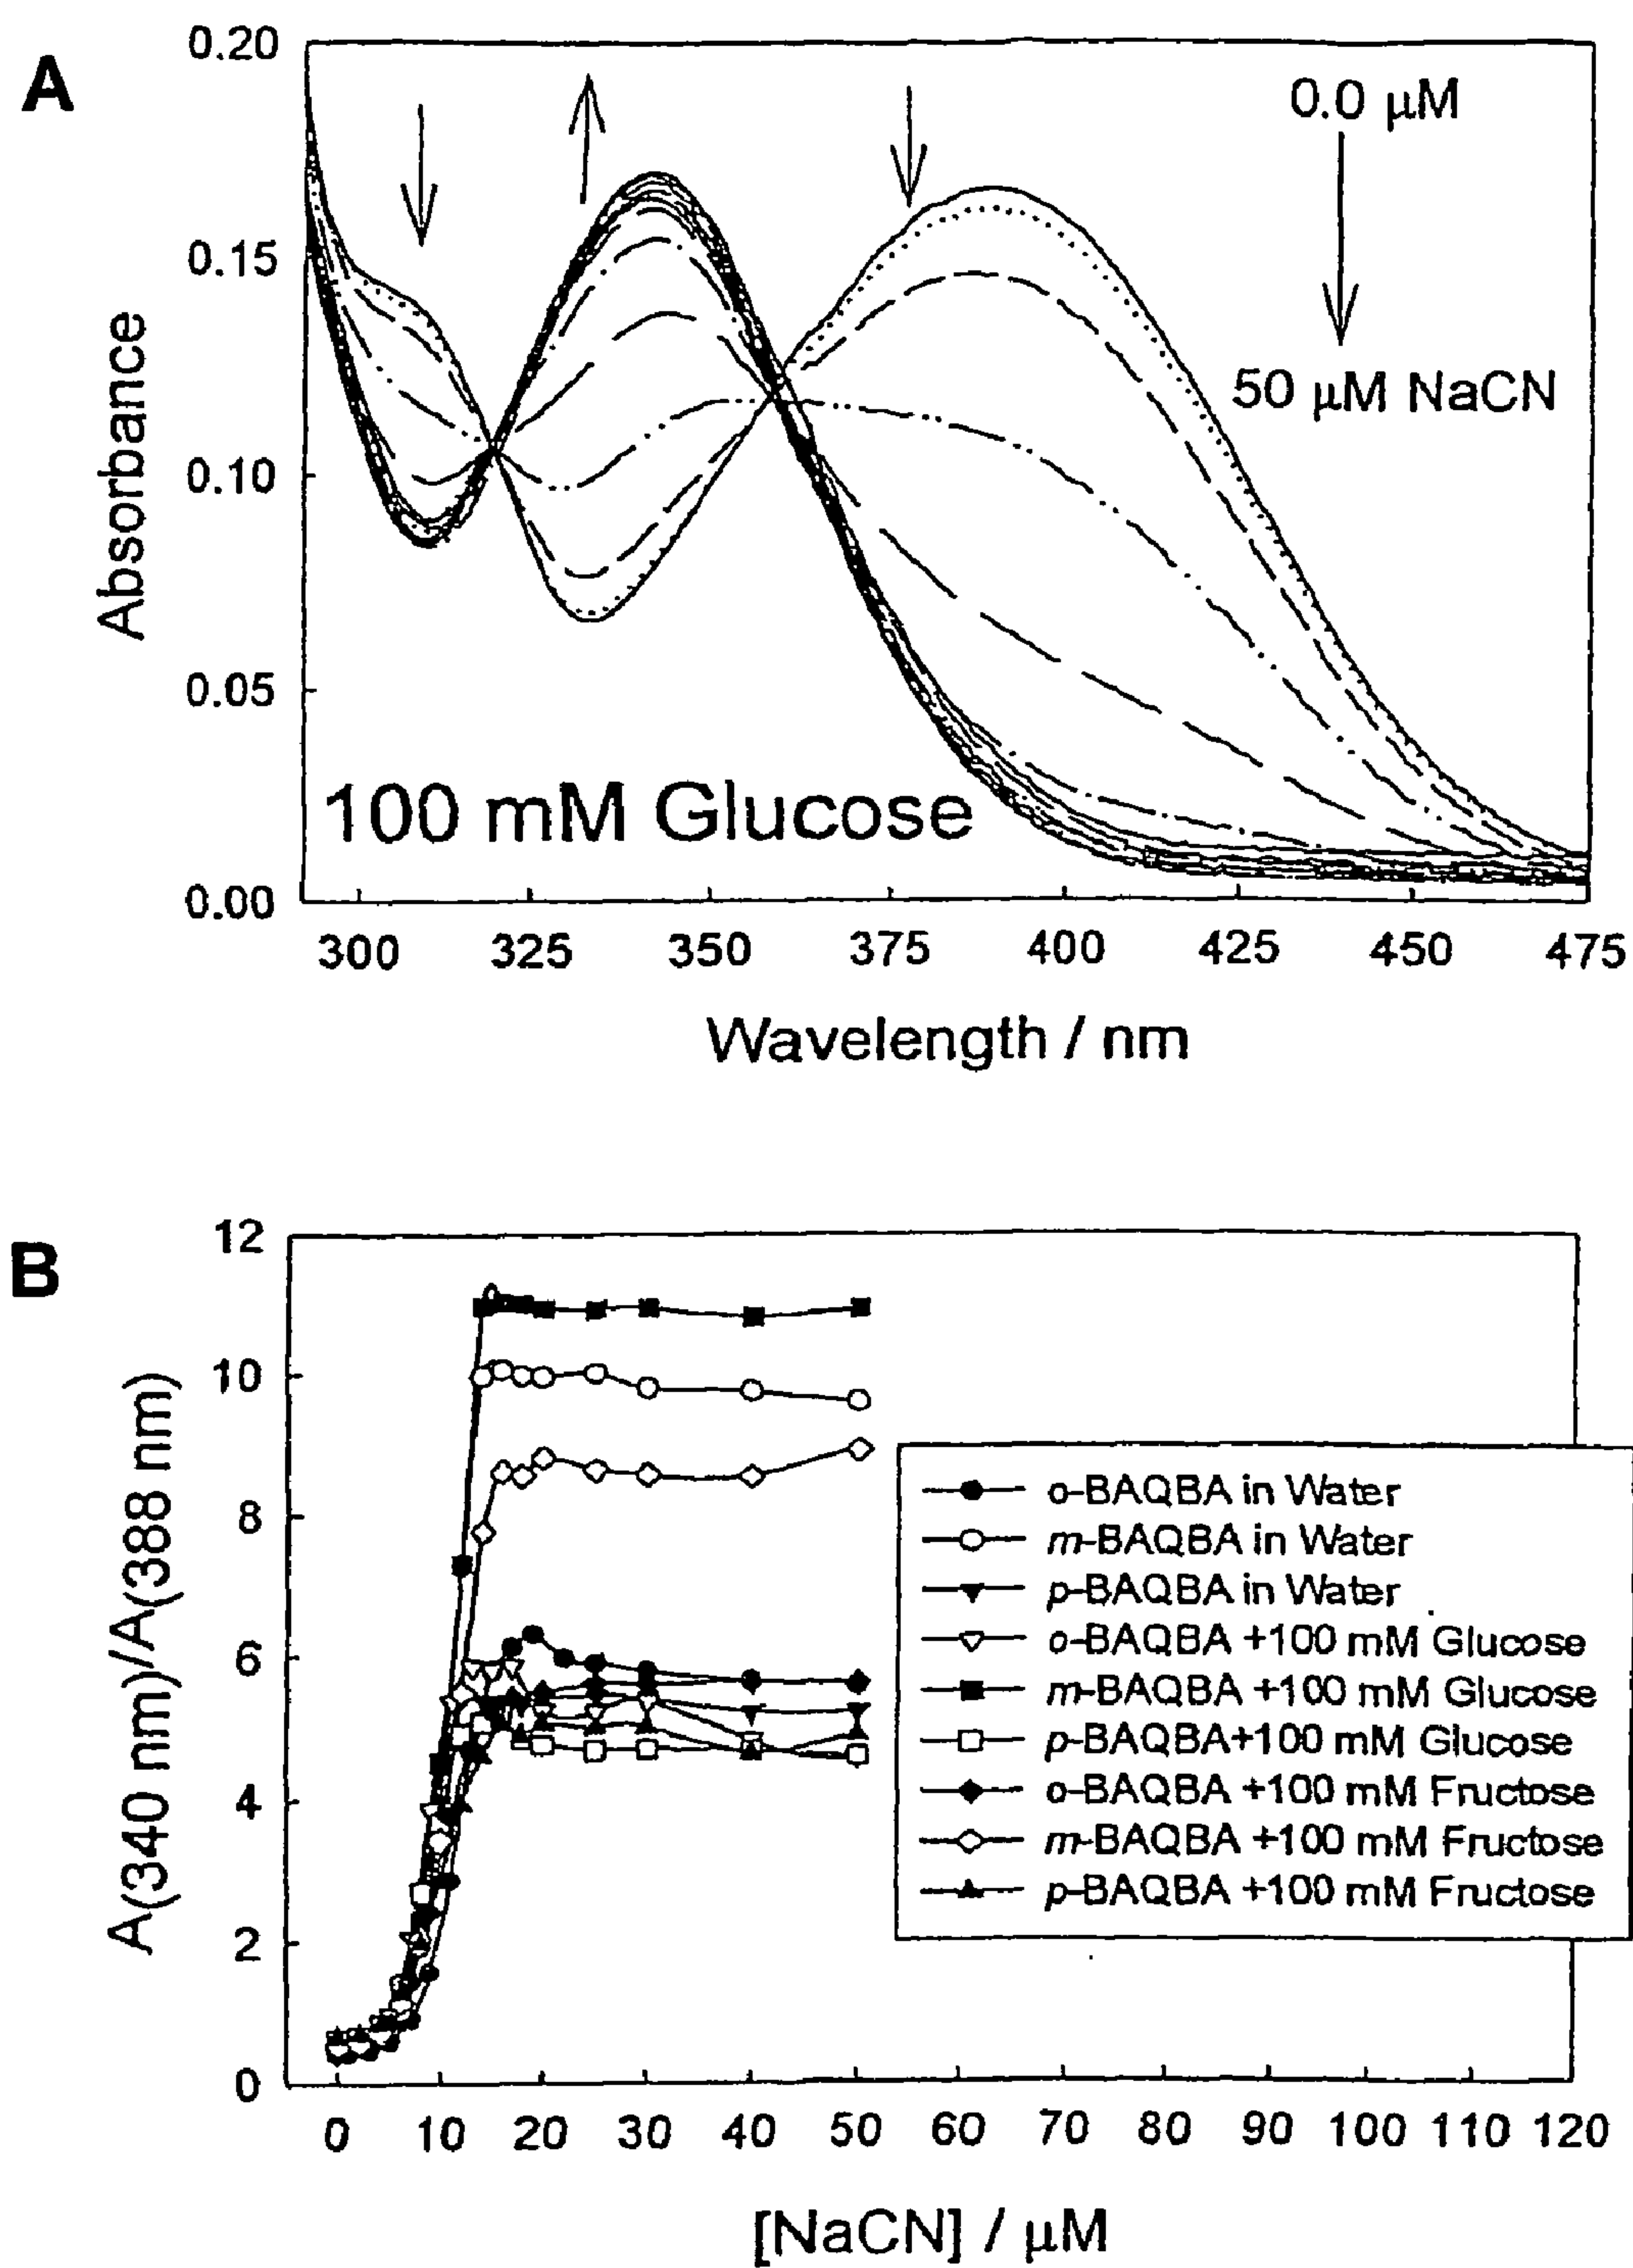 A
0.20
0.15
0.10
0.05
0.00
Absorbance
0.0 μM
50 μM NaCN
100 mM Glucose
300 325 350 375 400 425 450 475
Wavelength / nm
B
12
10
8
6
4
2
0
A(340 nm)/A(388 nm)
o-BAQBA in Water
m-BAQBA in Water
p-BAQBA in Water
o-BAQBA +100 mM Glucose
m-BAQBA +100 mM Glucose
p-BAQBA+100 mM Glucose
o-BAQBA +100 mM Fructose
m-BAQBA +100 mM Fructose
p-BAQBA +100 mM Fructose
0 10 20 30 40 50 60 70 80 90 100 110 120
[NaCN] / μM